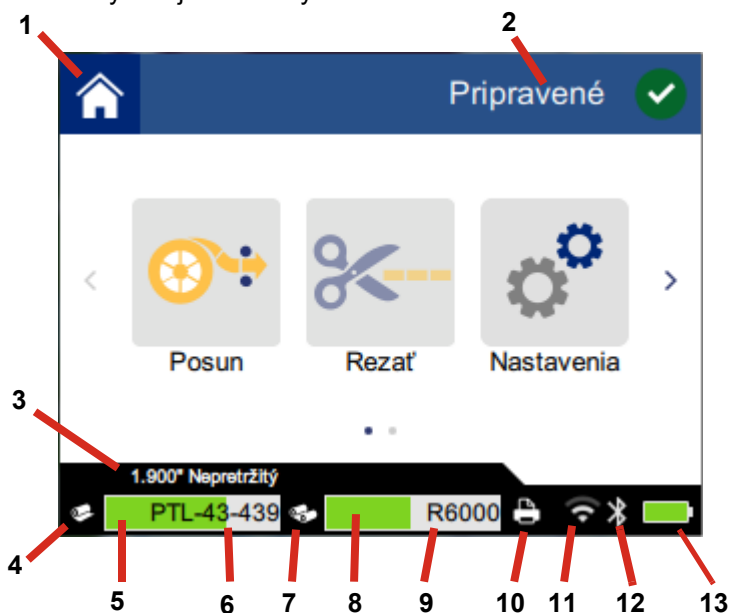 1
2
Pripravené
Posun
Rezať
Nastavenia
3
1.900" Nepretržitý
PTL-43-439
R6000
4
5
6
7
8
9
10
11
12
13